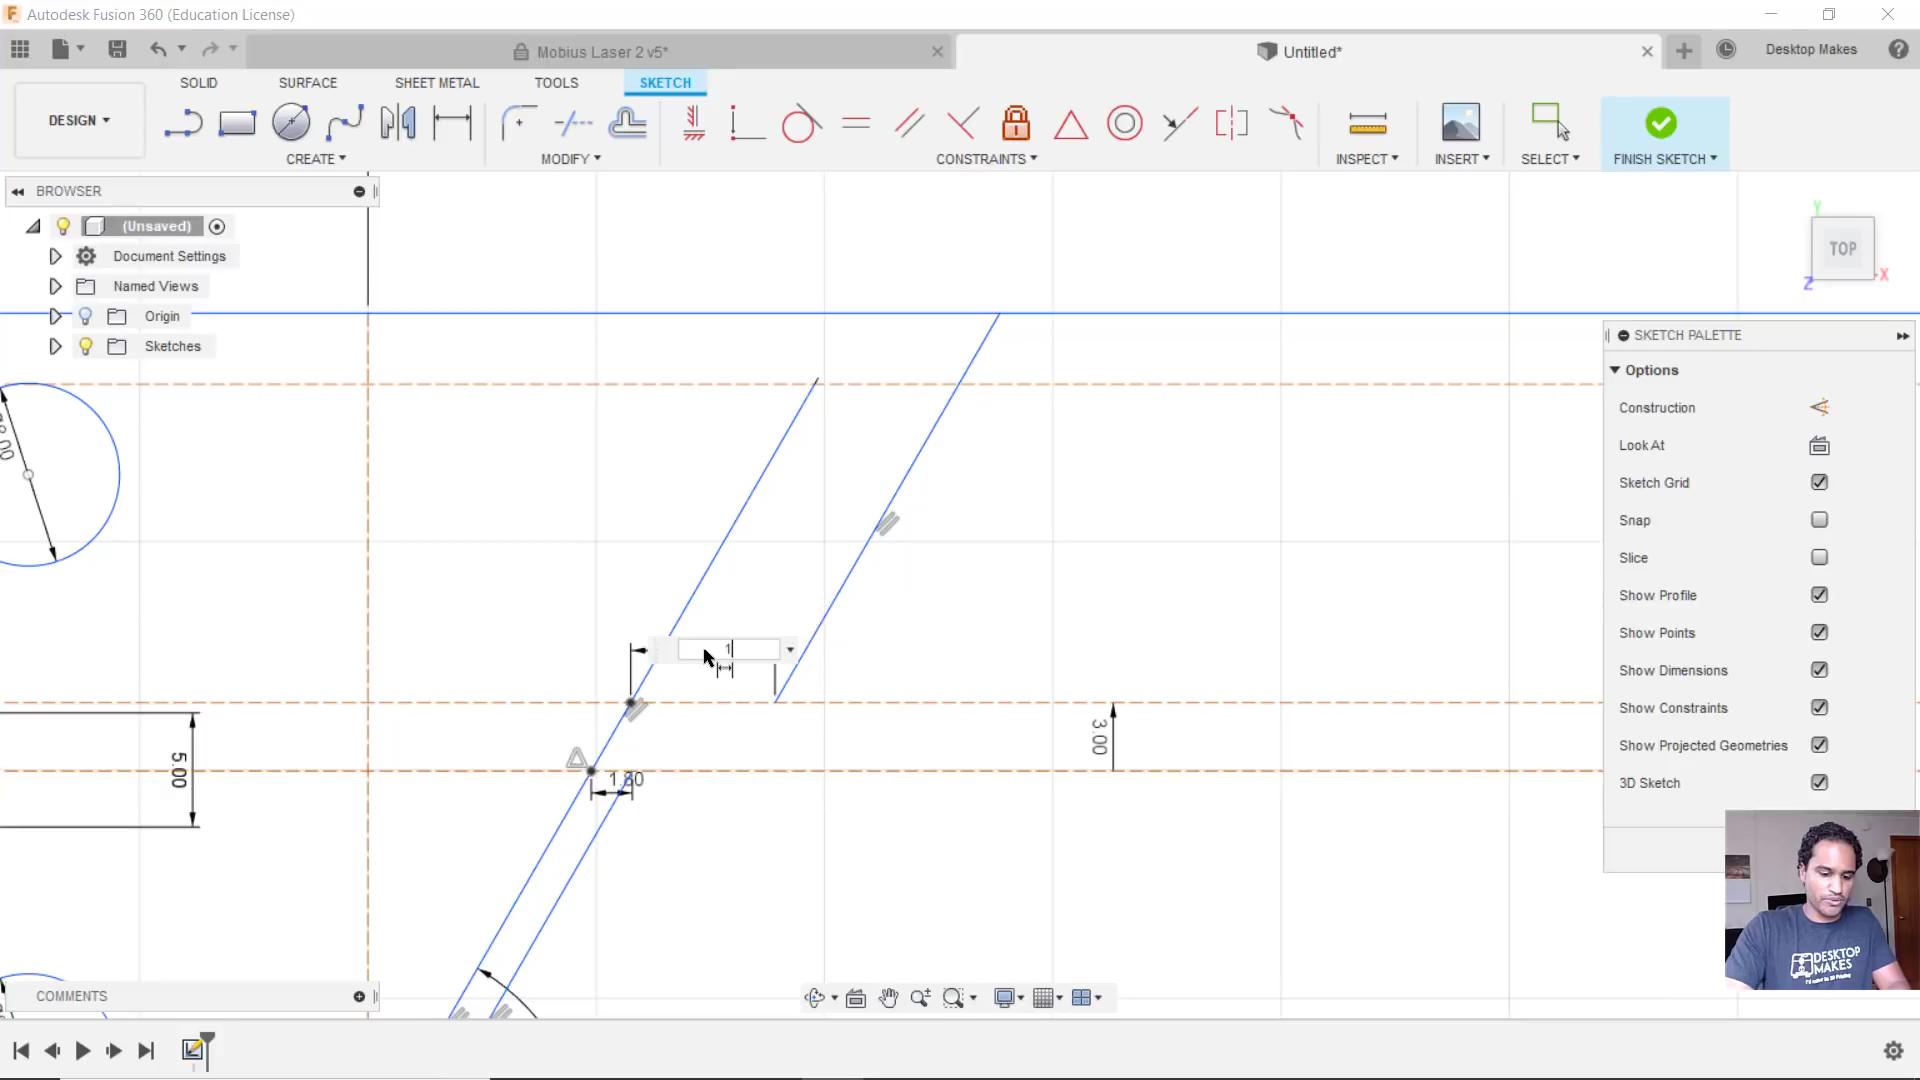 Autodesk Fusion 360 (Education License)
Mobius Laser 2 v5*
Untitled*
Desktop Makes
SOLID
SURFACE
SHEET METAL
TOOLS
SKETCH
DESIGN
CREATE
MODIFY
CONSTRAINTS
INSPECT
INSERT
SELECT
FINISH SKETCH
BROWSER
(Unsaved)
Document Settings
Named Views
Origin
Sketches
TOP
Y
X
Z
SKETCH PALETTE
Options
Construction
Look At
Sketch Grid
Snap
Slice
Show Profile
Show Points
Show Dimensions
Show Constraints
Show Projected Geometries
3D Sketch
1
3.00
5.00
1.80
DESKTOP
MAKES
COMMENTS